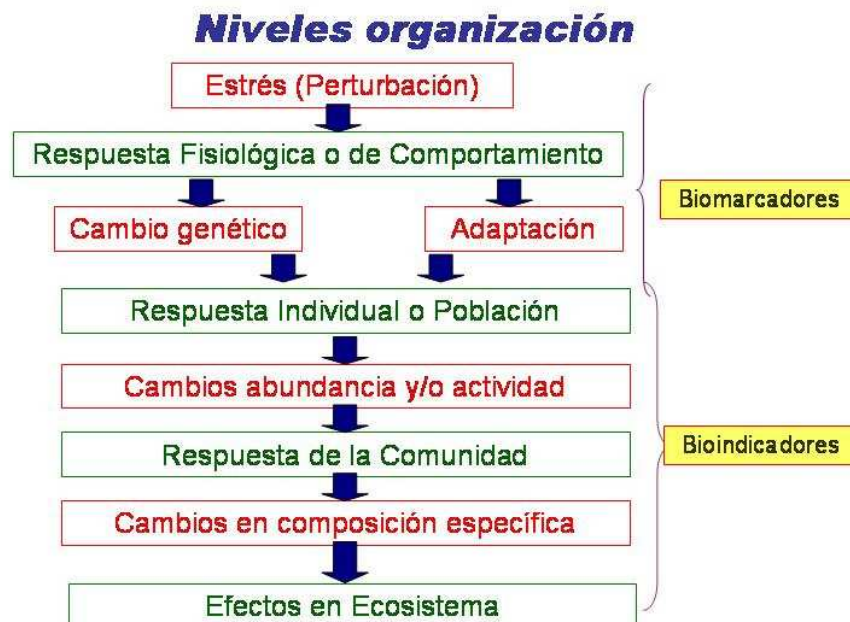 Niveles organización
Estrés (Perturbación)
Respuesta Fisiológica o de Comportamiento
Cambio genético
Adaptación
Biomarcadores
Respuesta Individual o Población
Cambios abundancia y/o actividad
Respuesta de la Comunidad
Bioindicadores
Cambios en composición específica
Efectos en Ecosistema